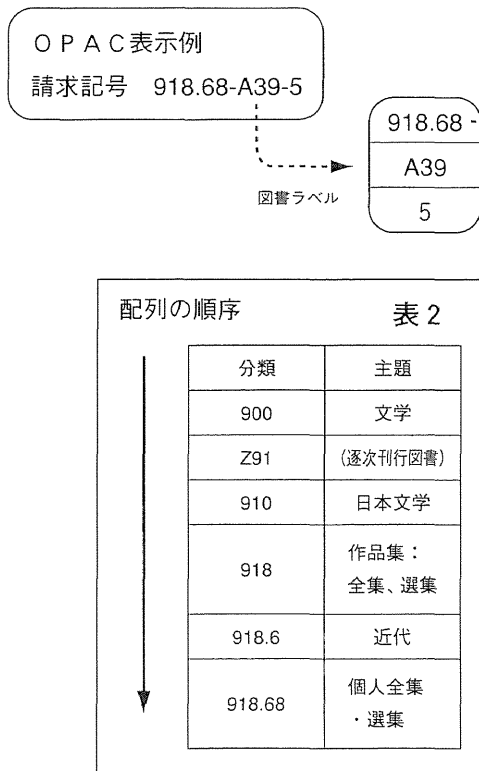 OPAC表示例
請求記号 918.68-A39-5
918.68 -
A39
図書ラベル
5
配列の順序
表2
分類 主題
900 文学
Z91 (逐次刊行図書)
910 日本文学
918 作品集：
全集、選集
918.6 近代
918.68 個人全集
・選集